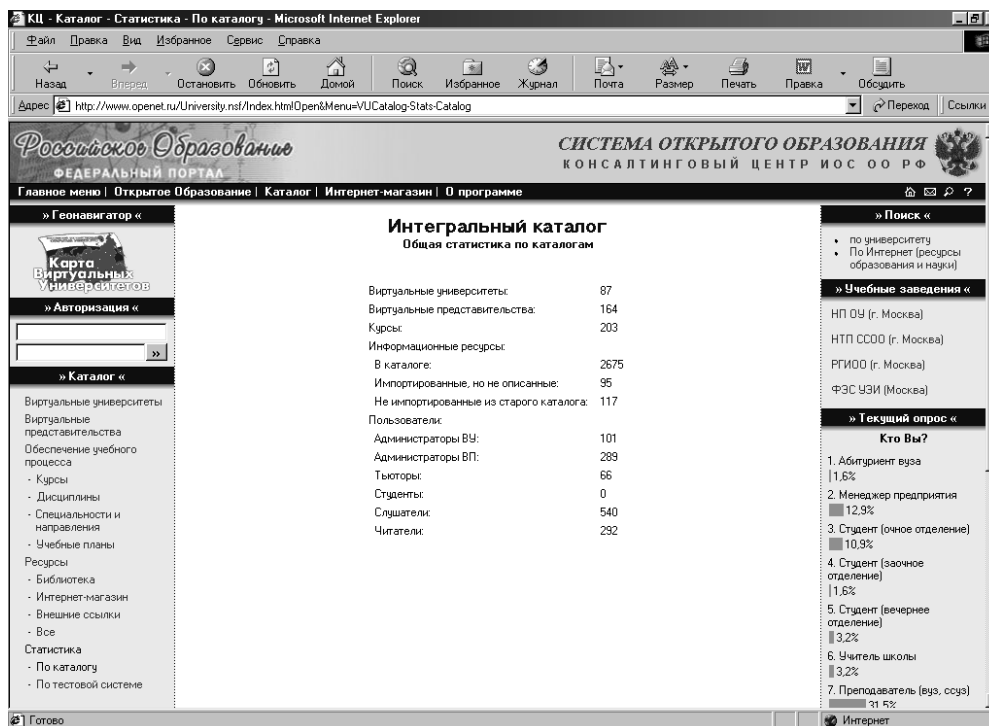 КЦ - Каталог - Статистика - По каталогу - Microsoft Internet Explorer
Файл Правка Вид Избранное Сервис Справка
Назад Вперед Остановить Обновить Домой Поиск Избранное Журнал Почта Размер Печать Правка Обсудить
Адрес http://www.openet.ru/University.nsf/Index.html!Open&Menu=VUCatalog-Stats-Catalog Переход Ссылки
Российское Образование
ФЕДЕРАЛЬНЫЙ ПОРТАЛ
СИСТЕМА ОТКРЫТОГО ОБРАЗОВАНИЯ
КОНСАЛТИНГОВЫЙ ЦЕНТР ИОС ОО РФ
Главное меню | Открытое Образование | Каталог | Интернет-магазин | О программе
» Геонавигатор «
Карта
Виртуальных
Университетов
» Авторизация «
»
» Каталог «
Виртуальные университеты
Виртуальные
представительства
Обеспечение учебного
процесса
- Курсы
- Дисциплины
- Специальности и
направления
- Учебные планы
Ресурсы
- Библиотека
- Интернет-магазин
- Внешние ссылки
- Все
Статистика
- По каталогу
- По тестовой системе
Интегральный каталог
Общая статистика по каталогам
Виртуальные университеты: 87
Виртуальные представительства: 164
Курсы: 203
Информационные ресурсы:
В каталоге: 2675
Импортированные, но не описанные: 95
Не импортированные из старого каталога: 117
Пользователи:
Администраторы ВУ: 101
Администраторы ВП: 289
Тьюторы: 66
Студенты: 0
Слушатели: 540
Читатели: 292
» Поиск «
• по университету
• По Интернет (ресурсы
образования и науки)
» Учебные заведения «
НП ОУ (г. Москва)
НТП ССОО (г. Москва)
РГИОО (г. Москва)
ФЭС УЗИ (Москва)
» Текущий опрос «
Кто Вы?
1. Абитуриент вуза
1,6%
2. Менеджер предприятия
12,9%
3. Студент (очное отделение)
10,9%
4. Студент (заочное
отделение)
1,6%
5. Студент (вечернее
отделение)
3,2%
6. Учитель школы
3,2%
7. Преподаватель (вуз, ссуз)
31,5%
Готово Интернет